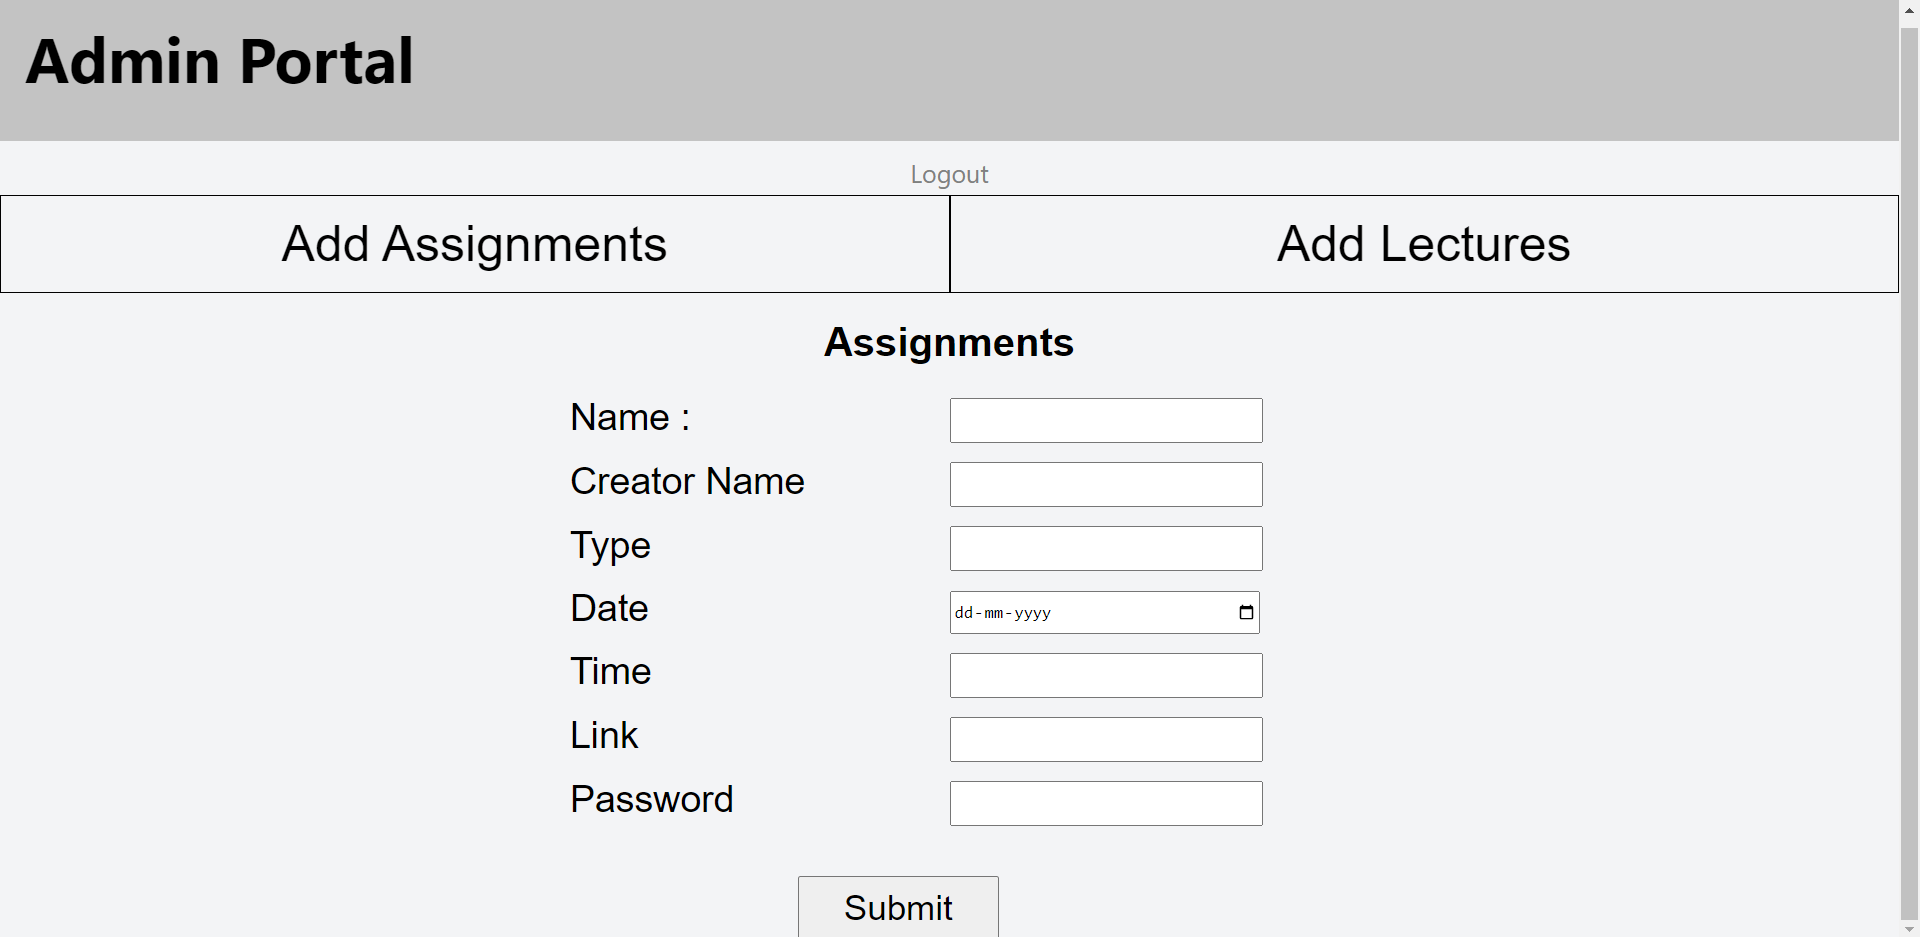 Admin Portal
Logout
Add Assignments
Add Lectures
Assignments
Name :
Creator Name
Type
Date
dd-mm-yyyy
Time
Link
Password
Submit